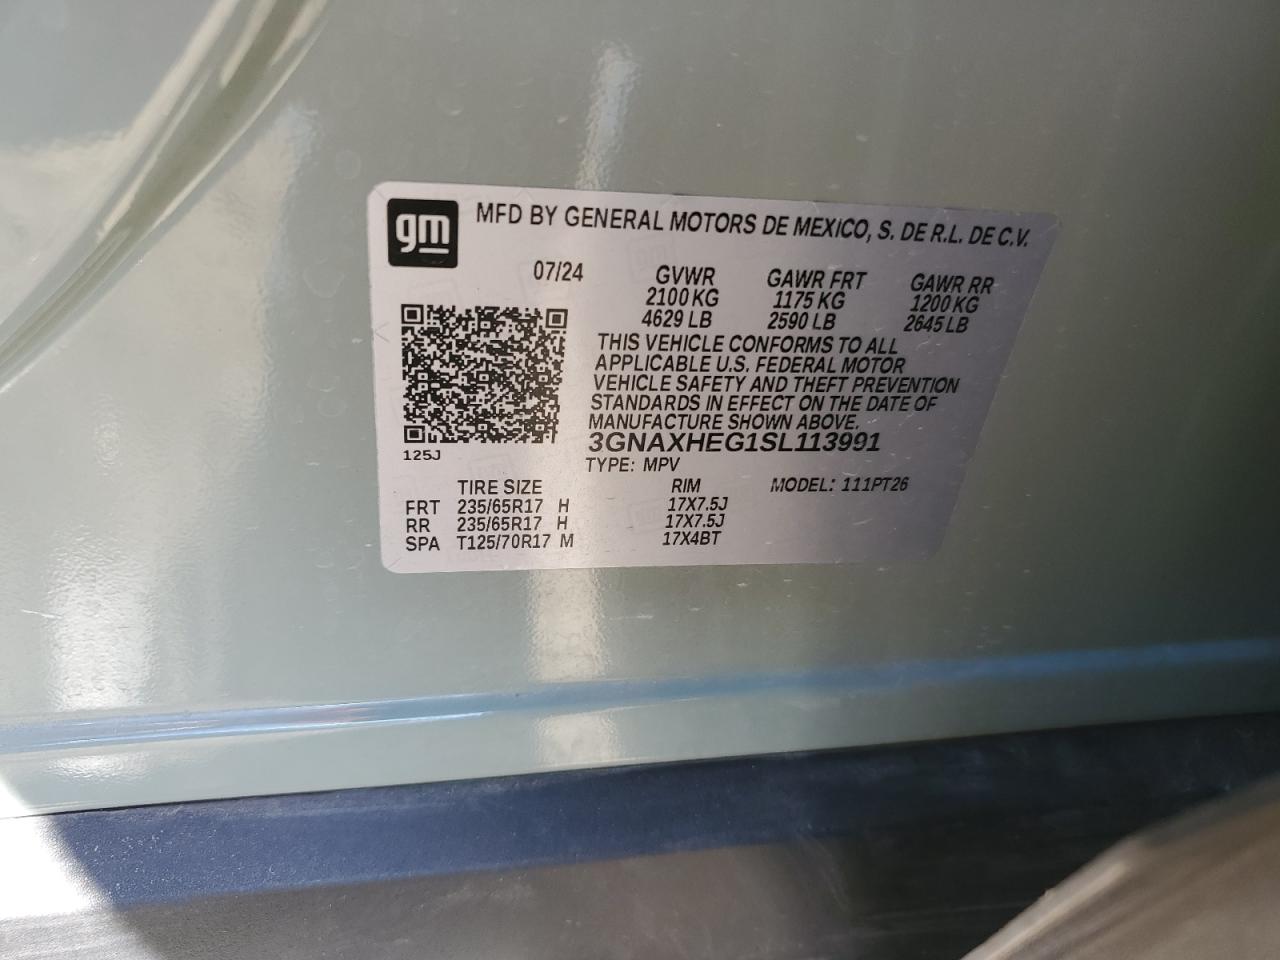 gm
MFD BY GENERAL MOTORS DE MEXICO, S. DE R.L. DE C.V.
07/24 GVWR GAWR FRT GAWR RR
2100 KG 1175 KG 1200 KG
4629 LB 2590 LB 2645 LB
THIS VEHICLE CONFORMS TO ALL
APPLICABLE U.S. FEDERAL MOTOR
VEHICLE SAFETY AND THEFT PREVENTION
STANDARDS IN EFFECT ON THE DATE OF
MANUFACTURE SHOWN ABOVE.
3GNAXHEG1SL113991
125J
TYPE: MPV
TIRE SIZE RIM MODEL: 111PT26
FRT 235/65R17 H 17X7.5J
RR 235/65R17 H 17X7.5J
SPA T125/70R17 M 17X4BT